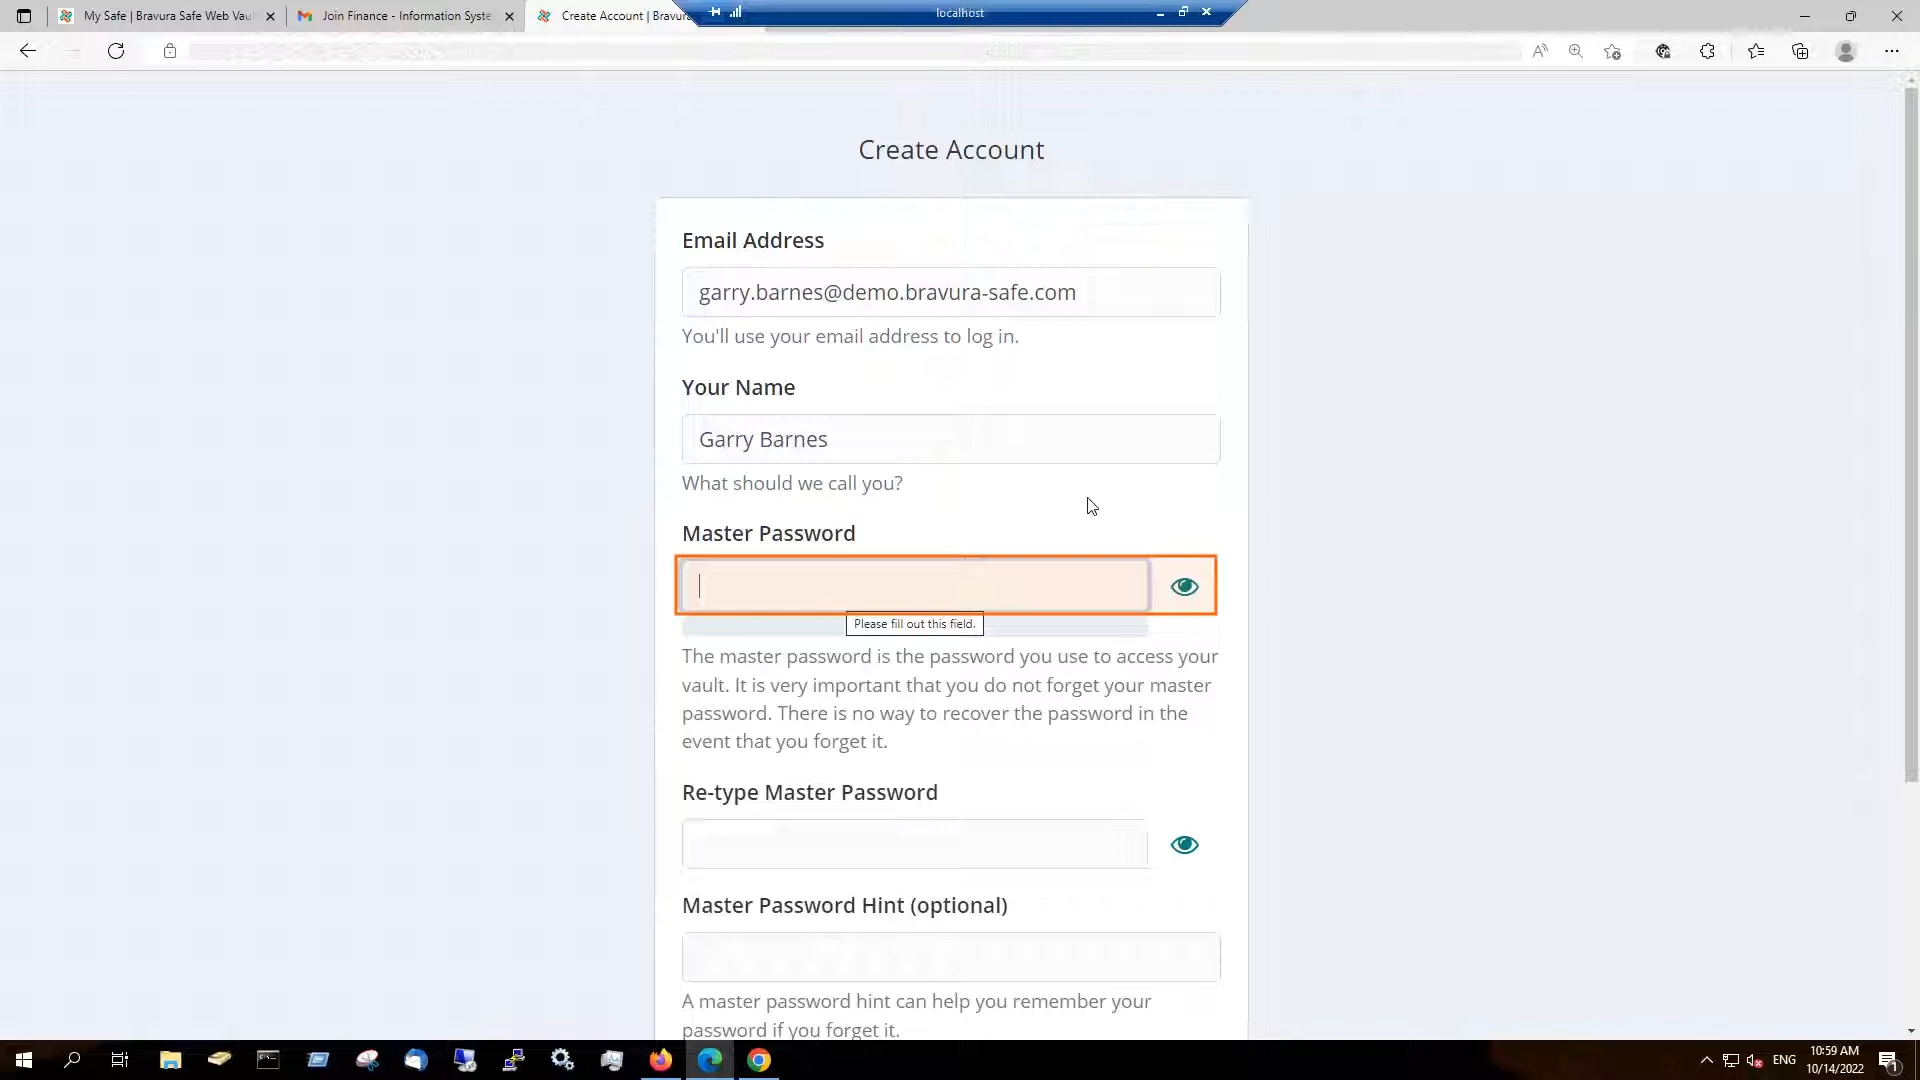 My Safe | Bravura Safe Web Vau
Join Finance - Information Syste
Create Account | Bravura
localhost
Create Account
Email Address
garry.barnes@demo.bravura-safe.com
You'll use your email address to log in.
Your Name
Garry Barnes
What should we call you?
Master Password
Please fill out this field.
The master password is the password you use to access your
vault. It is very important that you do not forget your master
password. There is no way to recover the password in the
event that you forget it.
Re-type Master Password
Master Password Hint (optional)
A master password hint can help you remember your
password if you forget it.
ENG
10:59 AM
10/14/2022
1